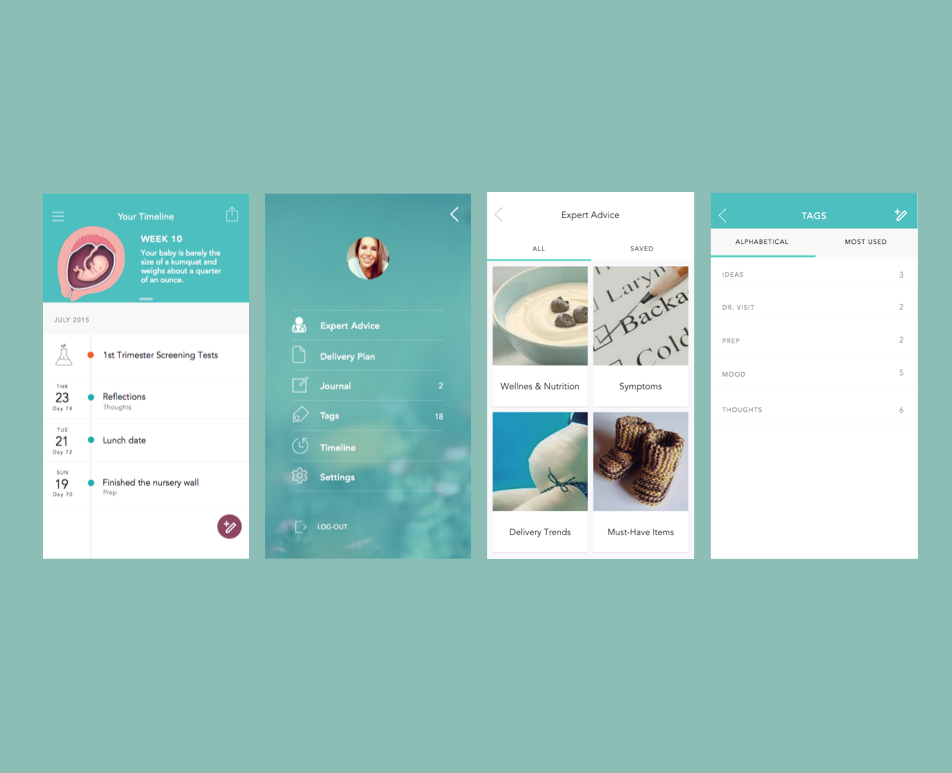 Your Timeline
WEEK 10
Your baby is barely the
size of a kumquat and
weighs about a quarter
of an ounce.
JULY 2015
1st Trimester Screening Tests
THR
23
Day 74
Reflections
Thoughts
TUE
21
Day 72
Lunch date
SUN
19
Day 70
Finished the nursery wall
Prep
Expert Advice
Delivery Plan
Journal 2
Tags 18
Timeline
Settings
LOG-OUT
Expert Advice
ALL SAVED
Laryn
Backa
Cold
Wellnes & Nutrition
Symptoms
Delivery Trends
Must-Have Items
TAGS
ALPHABETICAL MOST USED
IDEAS 3
DR. VISIT 2
PREP 2
MOOD 5
THOUGHTS 6